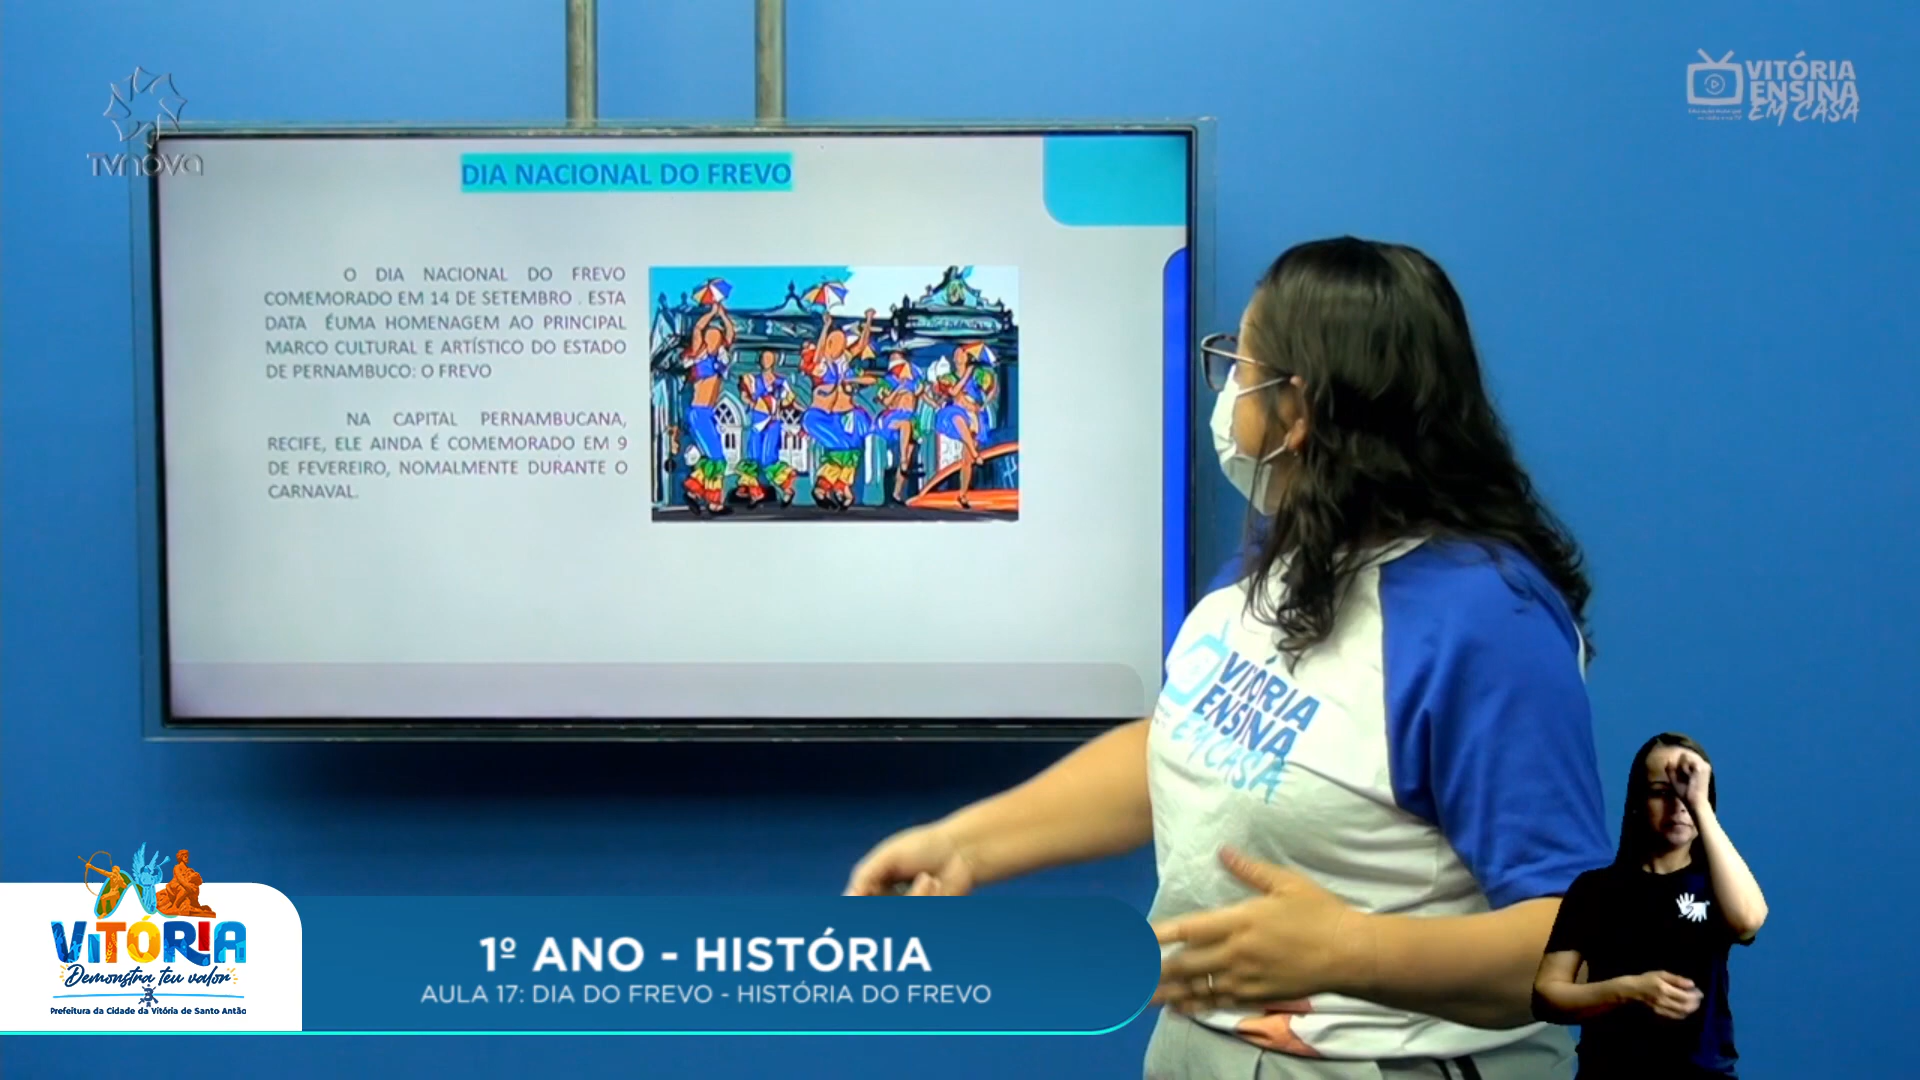 TVNOVA
VITÓRIA
ENSINA
EM CASA
DIA NACIONAL DO FREVO
O DIA NACIONAL DO FREVO
COMEMORADO EM 14 DE SETEMBRO . ESTA
DATA ÉUMA HOMENAGEM AO PRINCIPAL
MARCO CULTURAL E ARTÍSTICO DO ESTADO
DE PERNAMBUCO: O FREVO
NA CAPITAL PERNAMBUCANA,
RECIFE, ELE AINDA É COMEMORADO EM 9
DE FEVEREIRO, NOMALMENTE DURANTE O
CARNAVAL.
VITÓRIA
ENSINA
EM CASA
VITÓRIA
Demonstra teu valor
Prefeitura da Cidade da Vitória de Santo Antão
1º ANO - HISTÓRIA
AULA 17: DIA DO FREVO - HISTÓRIA DO FREVO